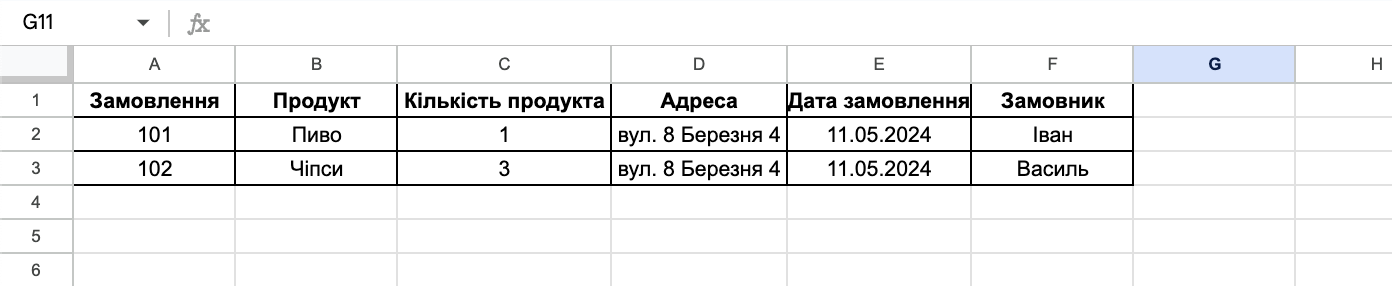 G11 fx
A B C D E F G H
1 Замовлення Продукт Кількість продукта Адреса Дата замовлення Замовник
2 101 Пиво 1 вул. 8 Березня 4 11.05.2024 Іван
3 102 Чіпси 3 вул. 8 Березня 4 11.05.2024 Василь
4
5
6